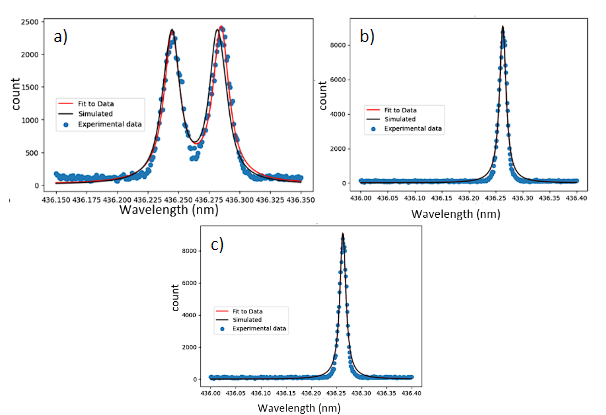 a)
2500
2000
1500
1000
500
0
count
Fit to Data
Simulated
Experimental data
436.150 436.175 436.200 436.225 436.250 436.275 436.300 436.325 436.350
Wavelength (nm)
b)
8000
6000
4000
2000
0
count
Fit to Data
Simulated
Experimental data
436.00 436.05 436.10 436.15 436.20 436.25 436.30 436.35 436.40
Wavelength (nm)
c)
8000
6000
4000
2000
0
count
Fit to Data
Simulated
Experimental data
436.00 436.05 436.10 436.15 436.20 436.25 436.30 436.35 436.40
Wavelength (nm)